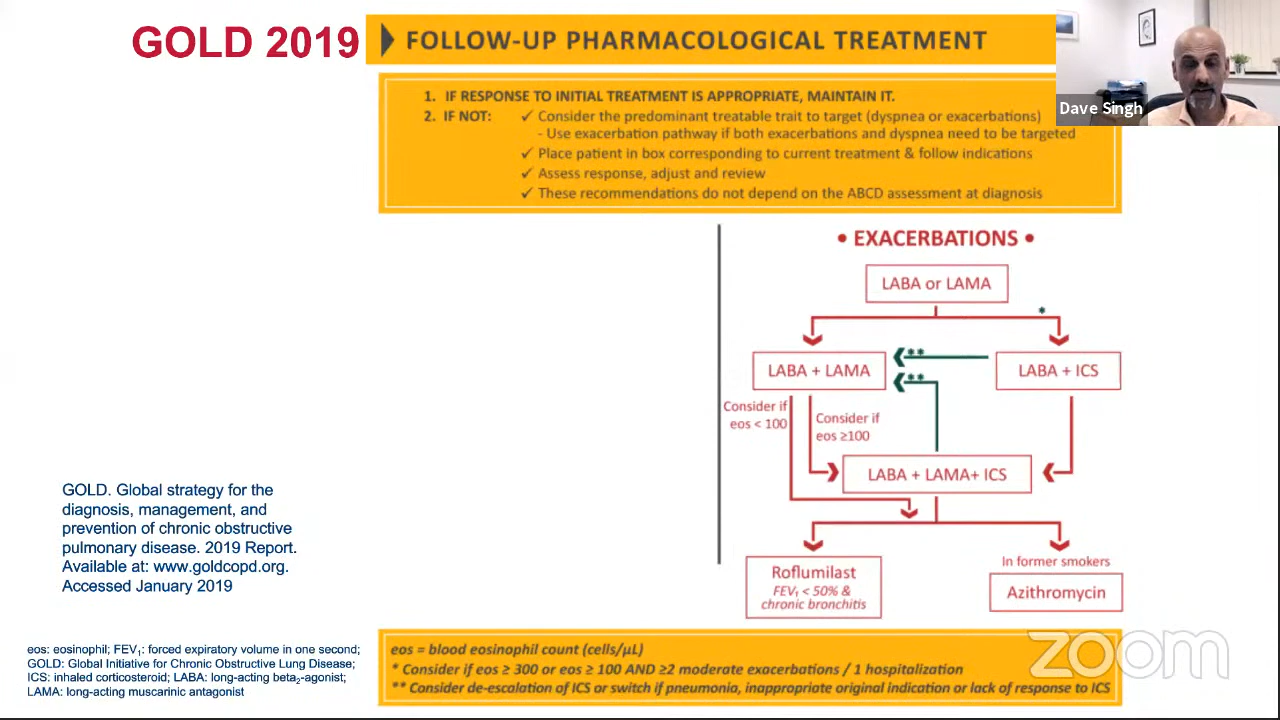 GOLD 2019
FOLLOW-UP PHARMACOLOGICAL TREATMENT
Dave Singh
1. IF RESPONSE TO INITIAL TREATMENT IS APPROPRIATE, MAINTAIN IT.
2. IF NOT: ✓ Consider the predominant treatable trait to target (dyspnea or exacerbations)
- Use exacerbation pathway if both exacerbations and dyspnea need to be targeted
✓ Place patient in box corresponding to current treatment & follow indications
✓ Assess response, adjust and review
✓ These recommendations do not depend on the ABCD assessment at diagnosis
• EXACERBATIONS •
LABA or LAMA
*
LABA + LAMA
**
**
LABA + ICS
Consider if
eos < 100
Consider if
eos ≥100
LABA + LAMA+ ICS
Roflumilast
FEV₁ < 50% &
chronic bronchitis
In former smokers
Azithromycin
GOLD. Global strategy for the
diagnosis, management, and
prevention of chronic obstructive
pulmonary disease. 2019 Report.
Available at: www.goldcopd.org.
Accessed January 2019
eos: eosinophil; FEV₁: forced expiratory volume in one second;
GOLD: Global Initiative for Chronic Obstructive Lung Disease;
ICS: inhaled corticosteroid; LABA: long-acting beta₂-agonist;
LAMA: long-acting muscarinic antagonist
eos = blood eosinophil count (cells/µL)
* Consider if eos ≥ 300 or eos ≥ 100 AND ≥2 moderate exacerbations / 1 hospitalization
** Consider de-escalation of ICS or switch if pneumonia, inappropriate original indication or lack of response to ICS
zoom